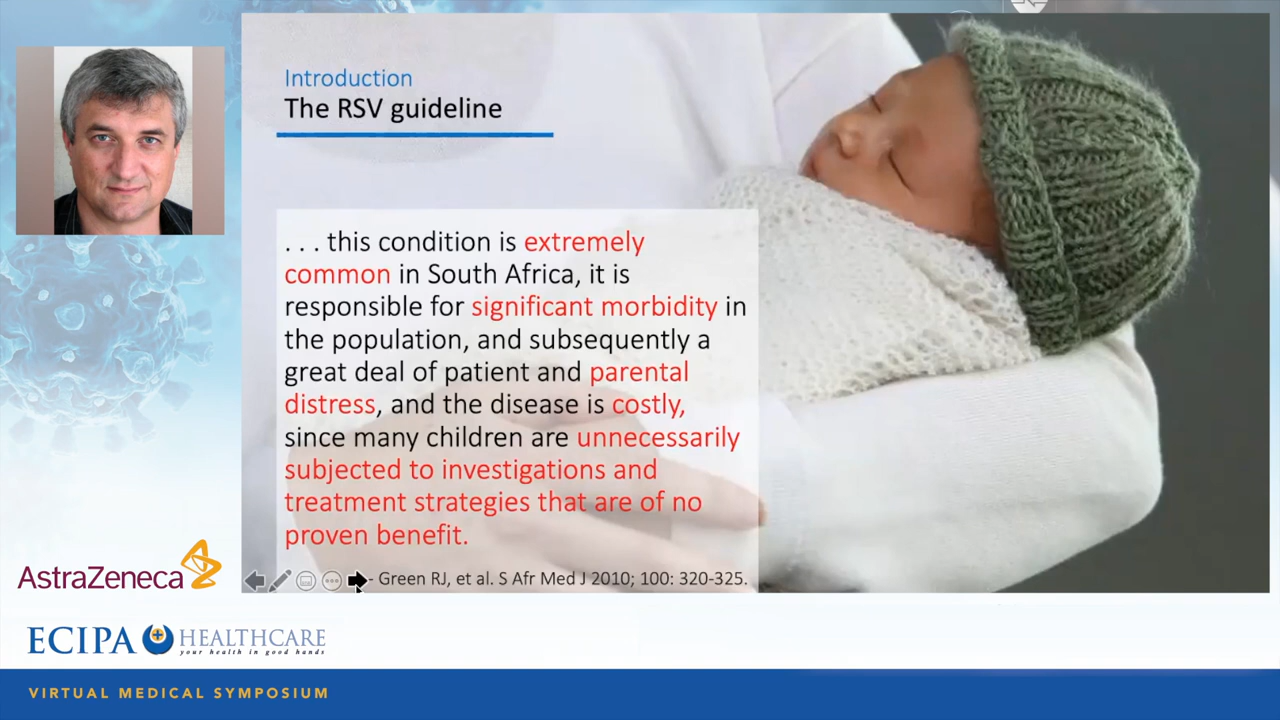 Introduction
The RSV guideline
. . . this condition is extremely
common in South Africa, it is
responsible for significant morbidity in
the population, and subsequently a
great deal of patient and parental
distress, and the disease is costly,
since many children are unnecessarily
subjected to investigations and
treatment strategies that are of no
proven benefit.
- Green RJ, et al. S Afr Med J 2010; 100: 320-325.
AstraZeneca
ECIPA HEALTHCARE
your health in good hands
VIRTUAL MEDICAL SYMPOSIUM